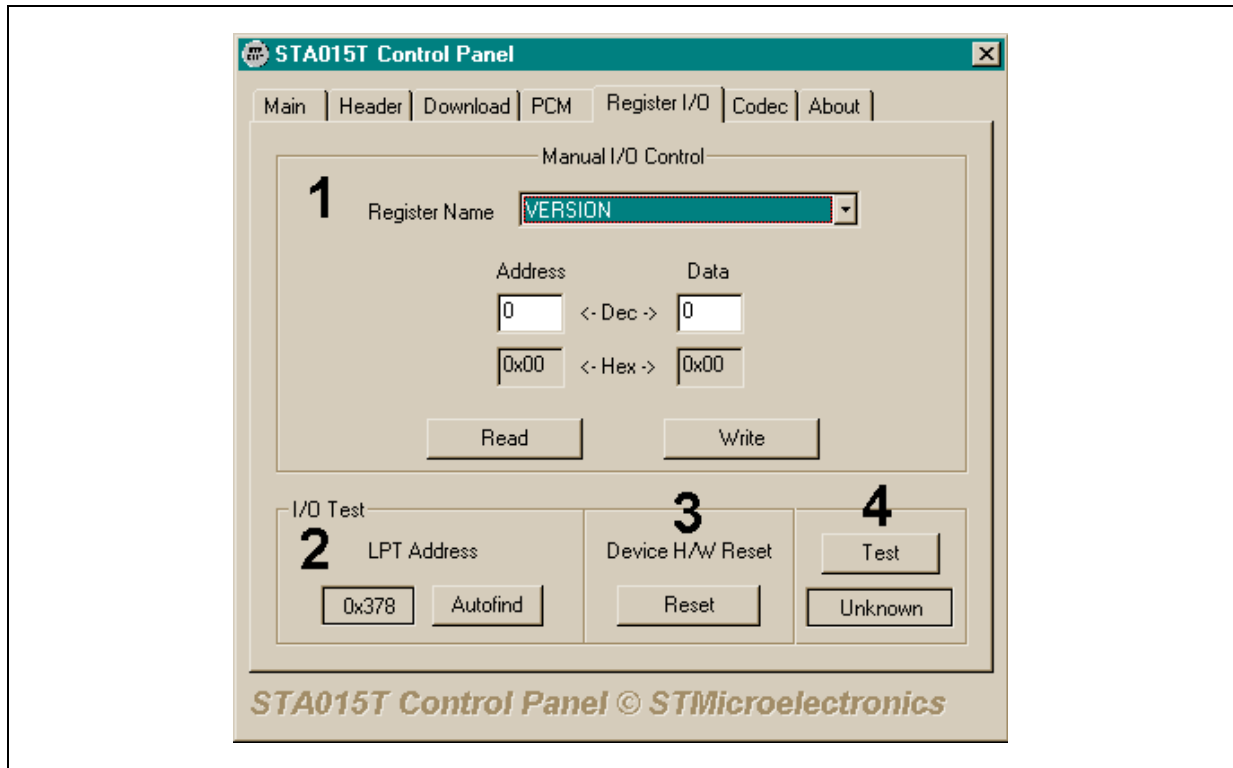 STA015T Control Panel
Main Header Download PCM Register I/O Codec About
Manual I/O Control
1
Register Name VERSION
Address Data
0 <- Dec -> 0
0x00 <- Hex -> 0x00
Read Write
I/O Test
2 3 4
LPT Address Device H/W Reset Test
0x378 Autofind Reset Unknown
STA015T Control Panel © STMicroelectronics